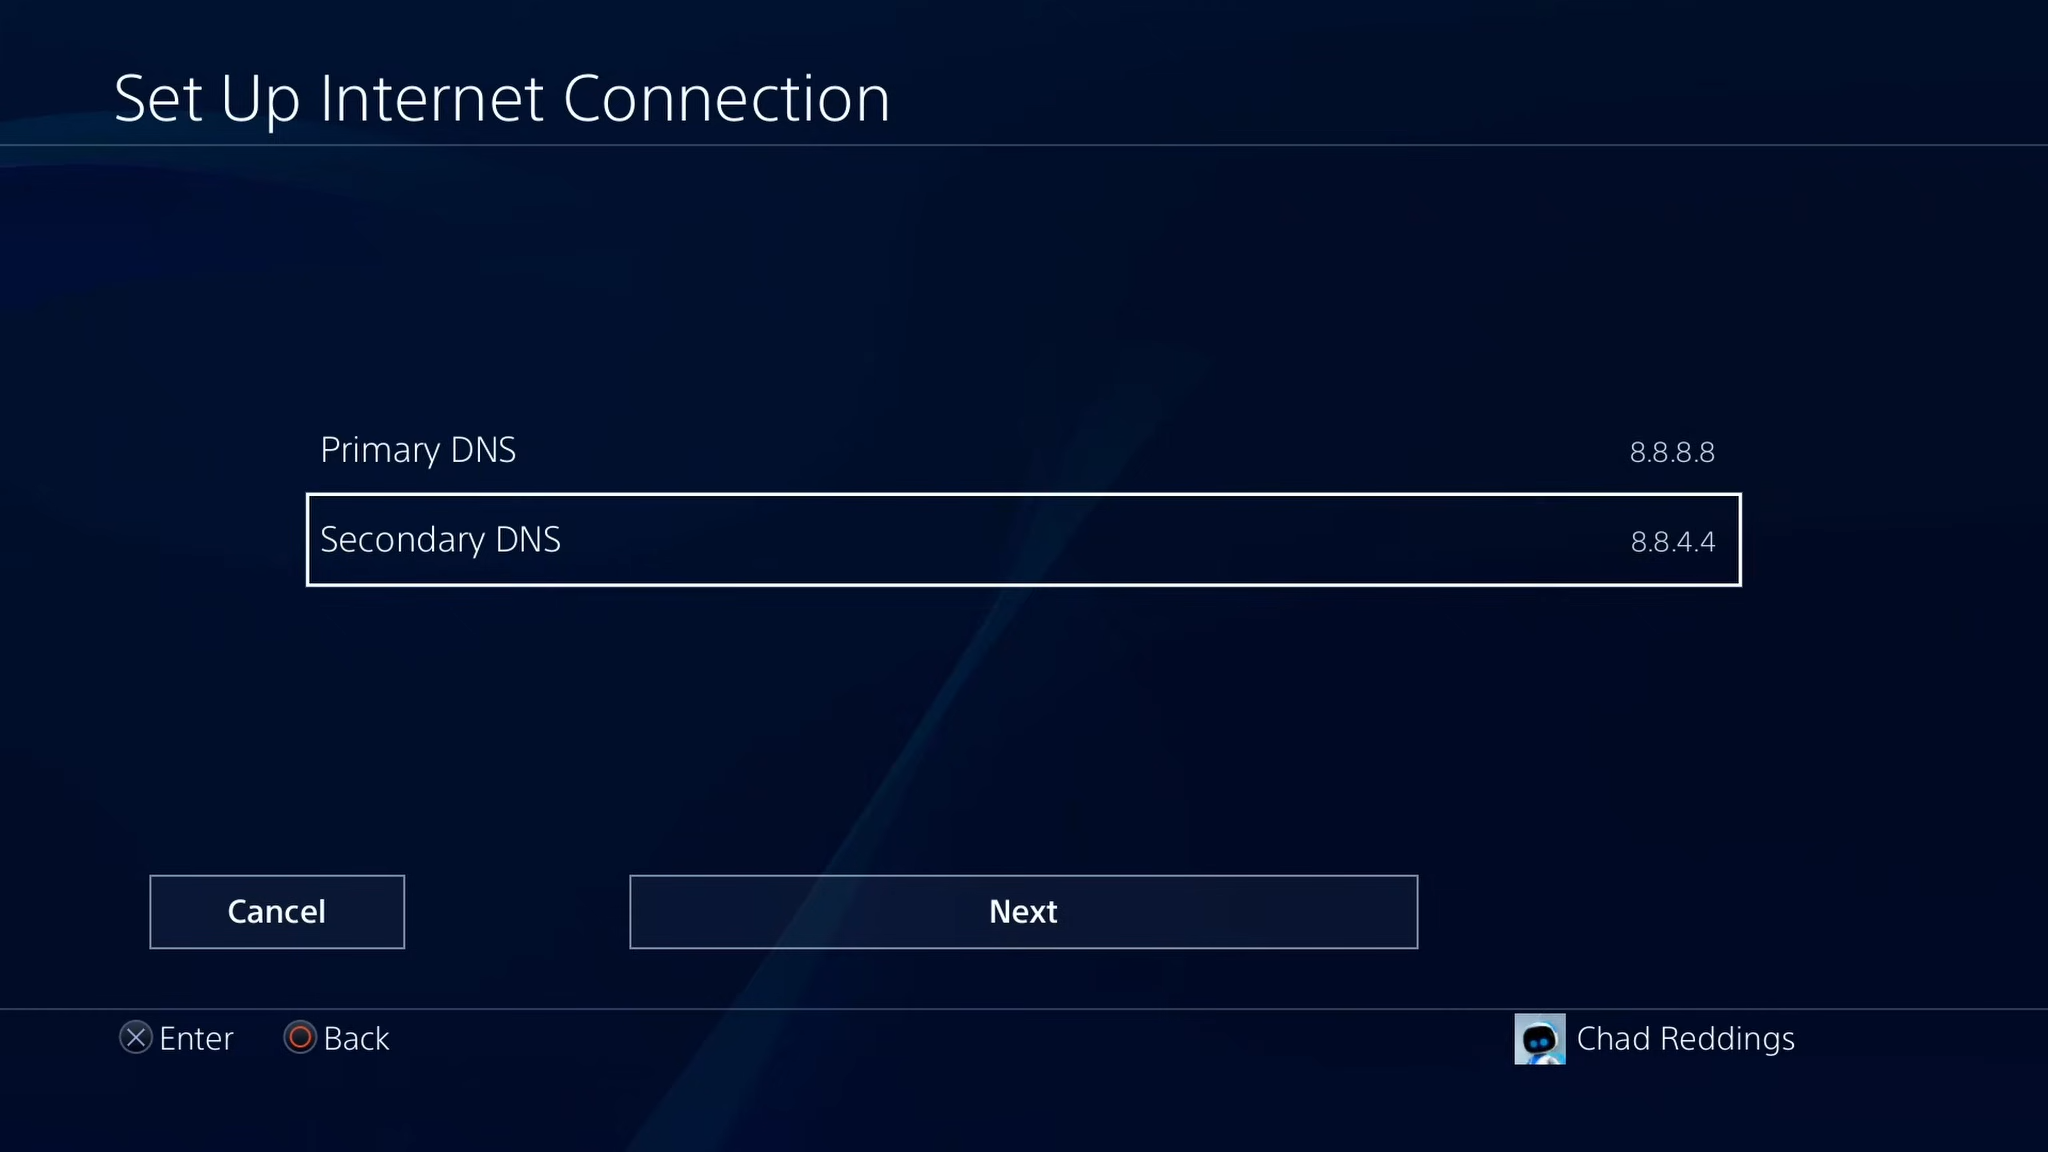 Set Up Internet Connection
Primary DNS 8.8.8.8
Secondary DNS 8.8.4.4
Cancel Next
Enter Back Chad Reddings